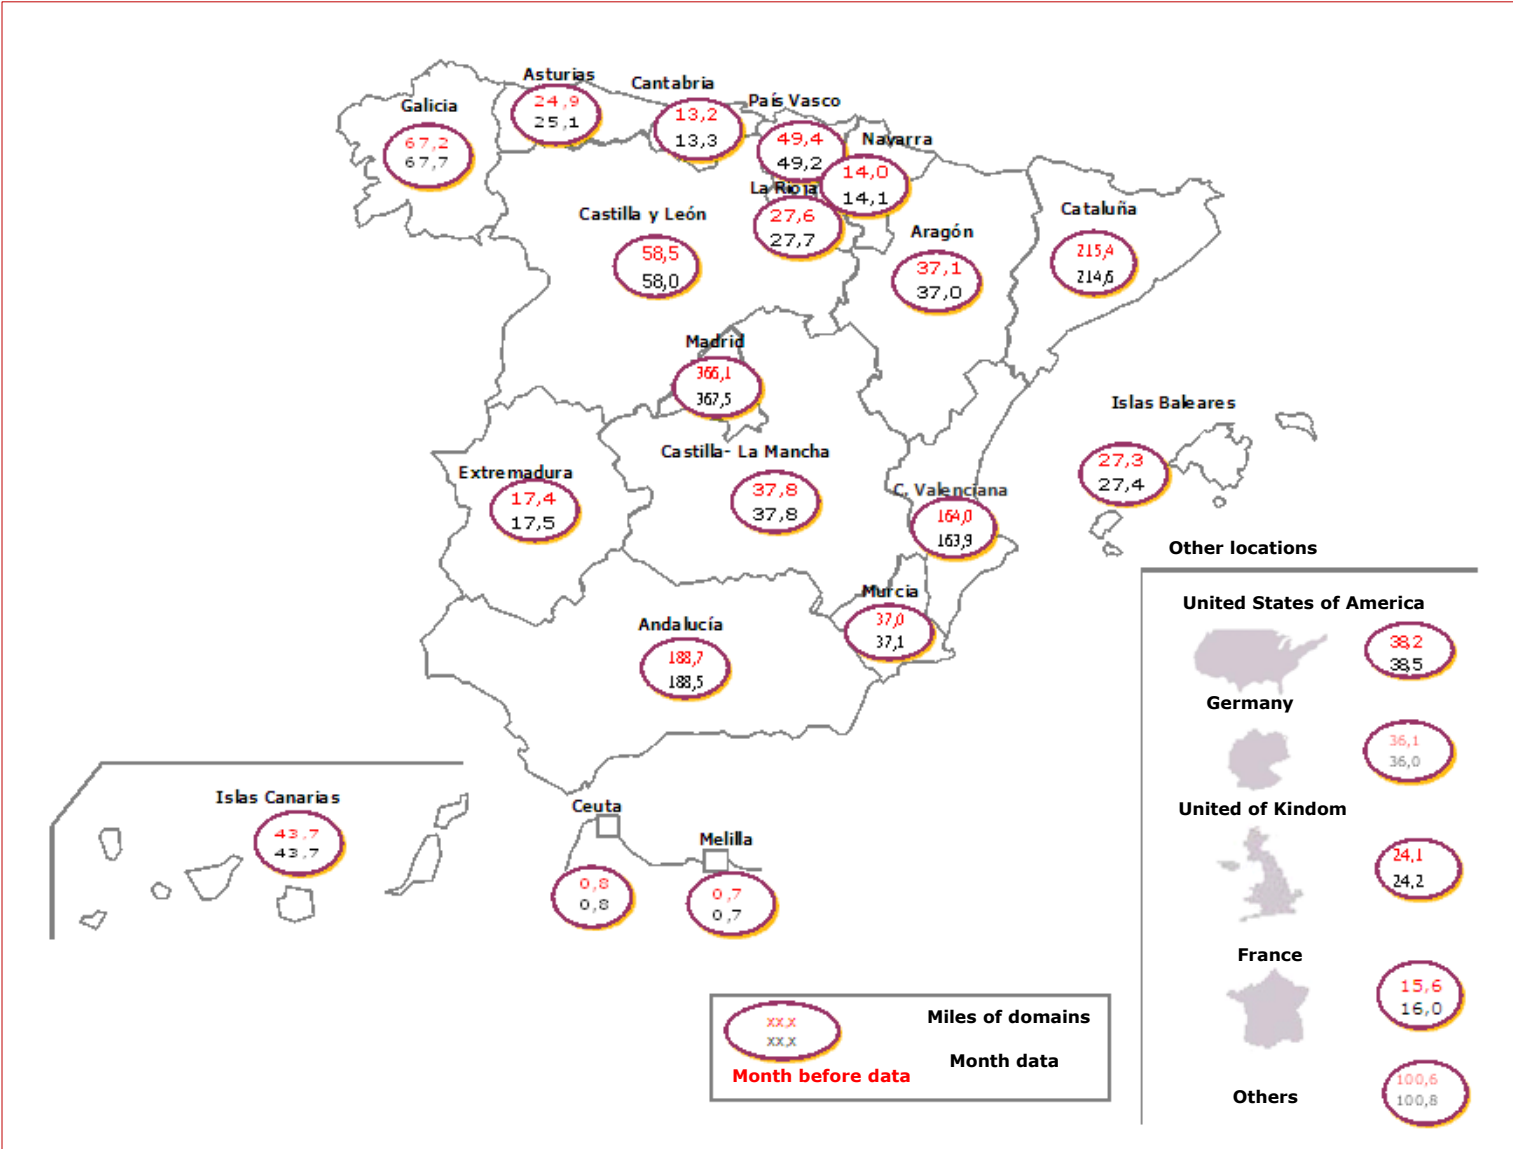 Asturias
24,9
25,1
Cantabria
13,2
13,3
País Vasco
49,4
49,2
Galicia
67,2
67,7
Navarra
14,0
14,1
La Rioja
27,6
27,7
Castilla y León
58,5
58,0
Aragón
37,1
37,0
Cataluña
215,4
214,6
Madrid
366,1
367,5
Islas Baleares
27,3
27,4
Castilla- La Mancha
37,8
37,8
Extremadura
17,4
17,5
C. Valenciana
164,0
163,9
Murcia
37,0
37,1
Andalucía
188,7
188,5
Islas Canarias
43,7
43,7
Ceuta
0,8
0,8
Melilla
0,7
0,7
Other locations
United States of America
38,2
38,5
Germany
36,1
36,0
United of Kindom
24,1
24,2
France
15,6
16,0
Others
100,6
100,8
xx,x
xx,x
Miles of domains
Month data
Month before data